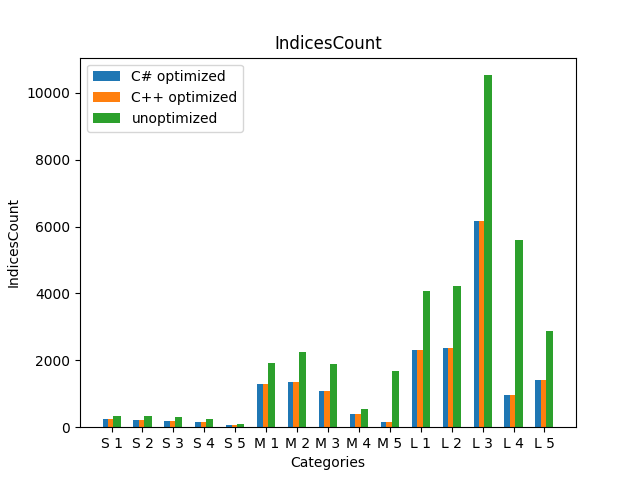 IndicesCount
C# optimized
C++ optimized
unoptimized
IndicesCount
10000
8000
6000
4000
2000
0
S 1 S 2 S 3 S 4 S 5 M 1 M 2 M 3 M 4 M 5 L 1 L 2 L 3 L 4 L 5
Categories